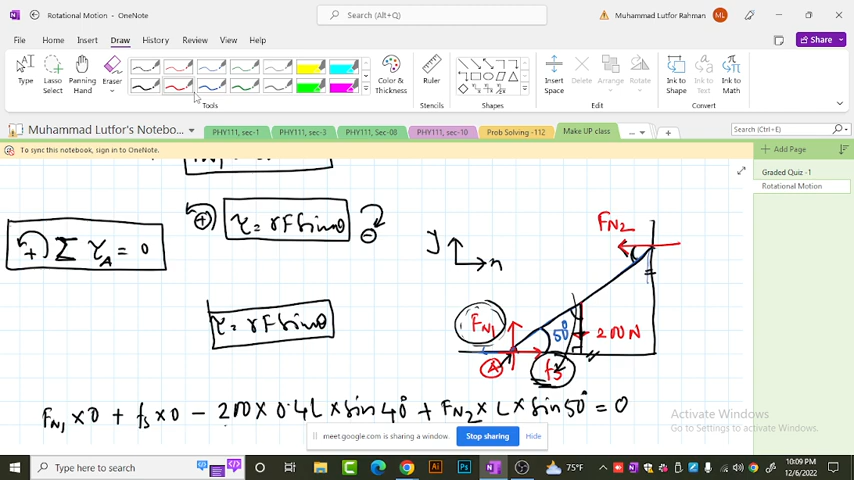 Rotational Motion - OneNote
Search (Alt+Q)
Muhammad Lutfor Rahman
ML
File Home Insert Draw History Review View Help
Share
Type
Lasso Select
Panning Hand
Eraser
Color & Thickness
Ruler
Shapes
Insert Space
Delete
Arrange
Rotate
Ink to Shape
Ink to Text
Ink to Math
Tools
Stencils
Shapes
Edit
Convert
Muhammad Lutfor's Notebo...
PHY111, sec-1
PHY111, sec-3
PHY111, Sec-08
PHY111, sec-10
Prob Solving -112
Make UP class
Search (Ctrl+E)
To sync this notebook, sign in to OneNote.
Add Page
Graded Quiz -1
Rotational Motion
+ τ = rF Sinθ -
+ Σ τA = 0
y
x
FN2
τ = rF Sinθ
FN1
50°
200 N
A
fs
FN1 × 0 + fs × 0 − 200 × 0.4L × sin 40° + FN2 × L × sin 50° = 0
Activate Windows
Go to Settings to activate Windows.
meet.google.com is sharing a window.
Stop sharing
Hide
Type here to search
Ai
Ps
N
75°F
10:09 PM
12/6/2022